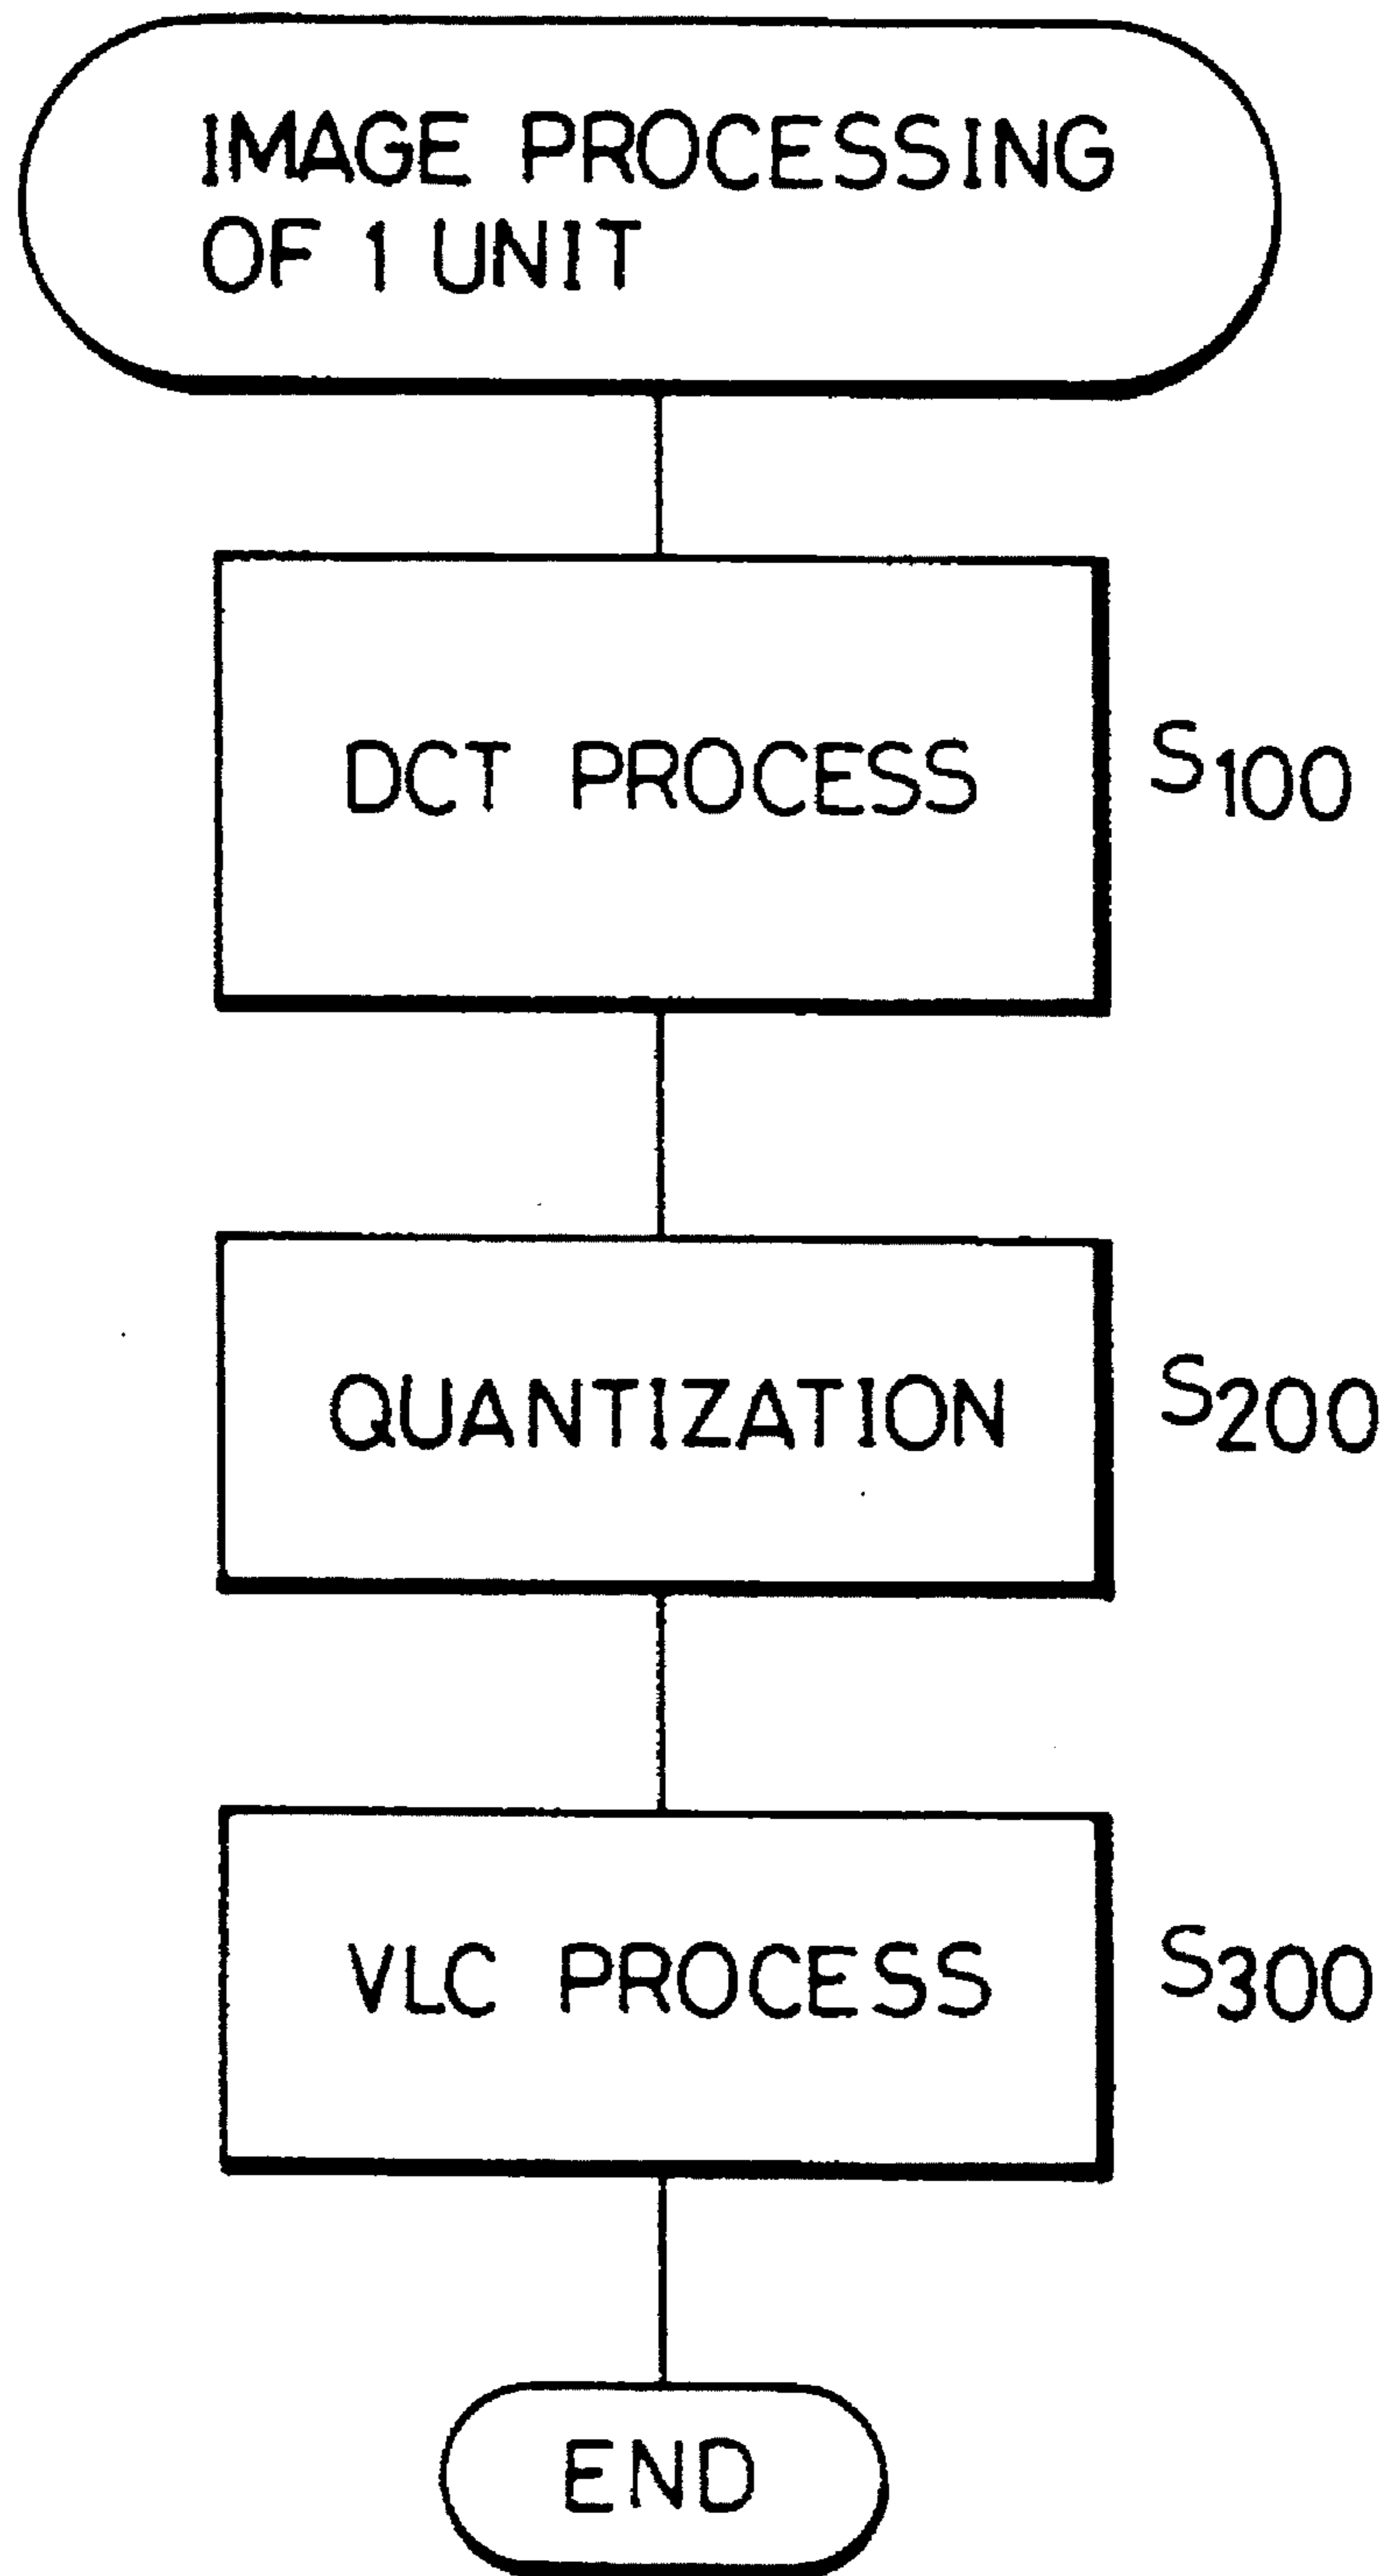 IMAGE PROCESSING
OF 1 UNIT
DCT PROCESS
S100
QUANTIZATION
S200
VLC PROCESS
S300
END